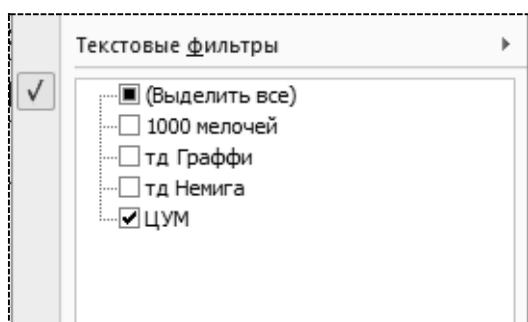 Текстовые фильтры
(Выделить все)
1000 мелочей
тд Граффи
тд Немига
ЦУМ